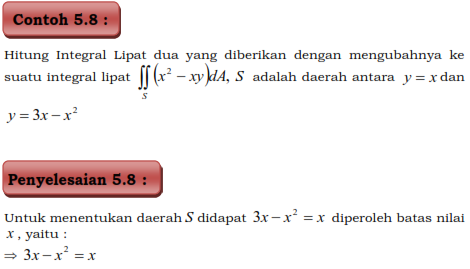 Contoh 5.8 :
Hitung Integral Lipat dua yang diberikan dengan mengubahnya ke
suatu integral lipat ∬_S (x² − xy)dA, S adalah daerah antara y = x dan
y = 3x − x²
Penyelesaian 5.8 :
Untuk menentukan daerah S didapat 3x − x² = x diperoleh batas nilai
x , yaitu :
⇒ 3x − x² = x